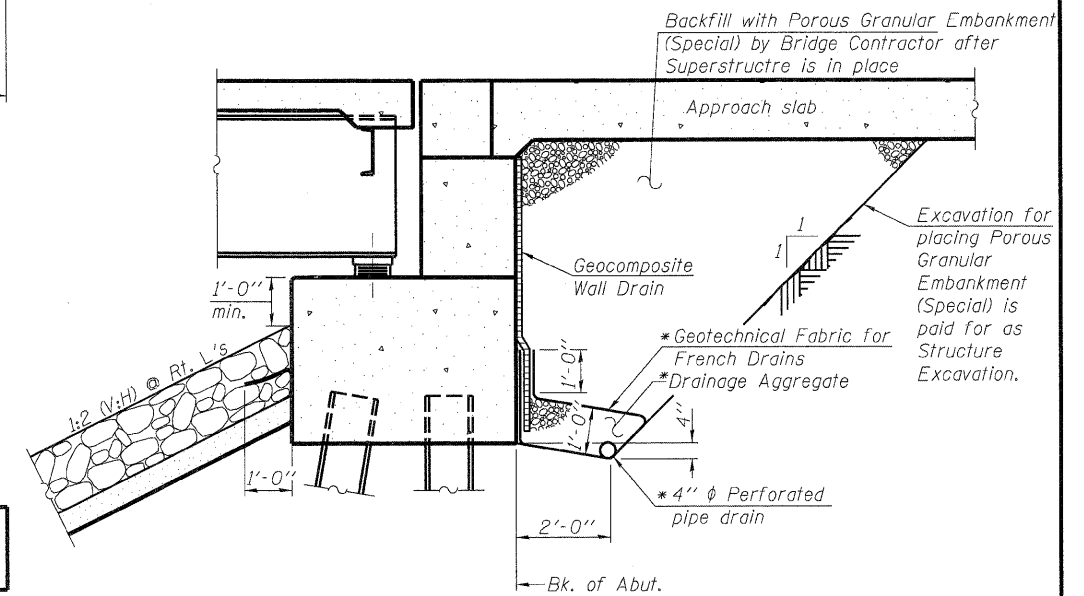 Backfill with Porous Granular Embankment
(Special) by Bridge Contractor after
Superstructre is in place
Approach slab
1
1
Excavation for
placing Porous
Granular
Embankment
(Special) is
paid for as
Structure
Excavation.
Geocomposite
Wall Drain
1'-0"
min.
1:2 (V:H) @ Rt. L's
*Geotechnical Fabric for
French Drains
*Drainage Aggregate
1'-0"
1'-0"
4"
1'-0"
*4" ϕ Perforated
pipe drain
2'-0"
Bk. of Abut.